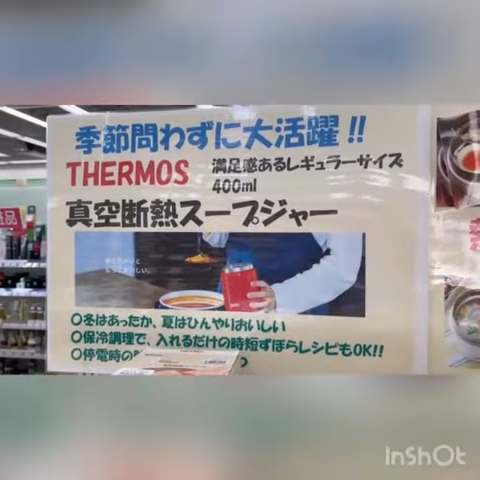 季節問わずに大活躍!!
THERMOS 満足感あるレギュラーサイズ
400ml
真空断熱スープジャー
○冬はあったか、夏はひんやりおいしい
○保冷調理で、入れるだけの時短ずぼらレシピもOK!!
○停電時の
InShOt